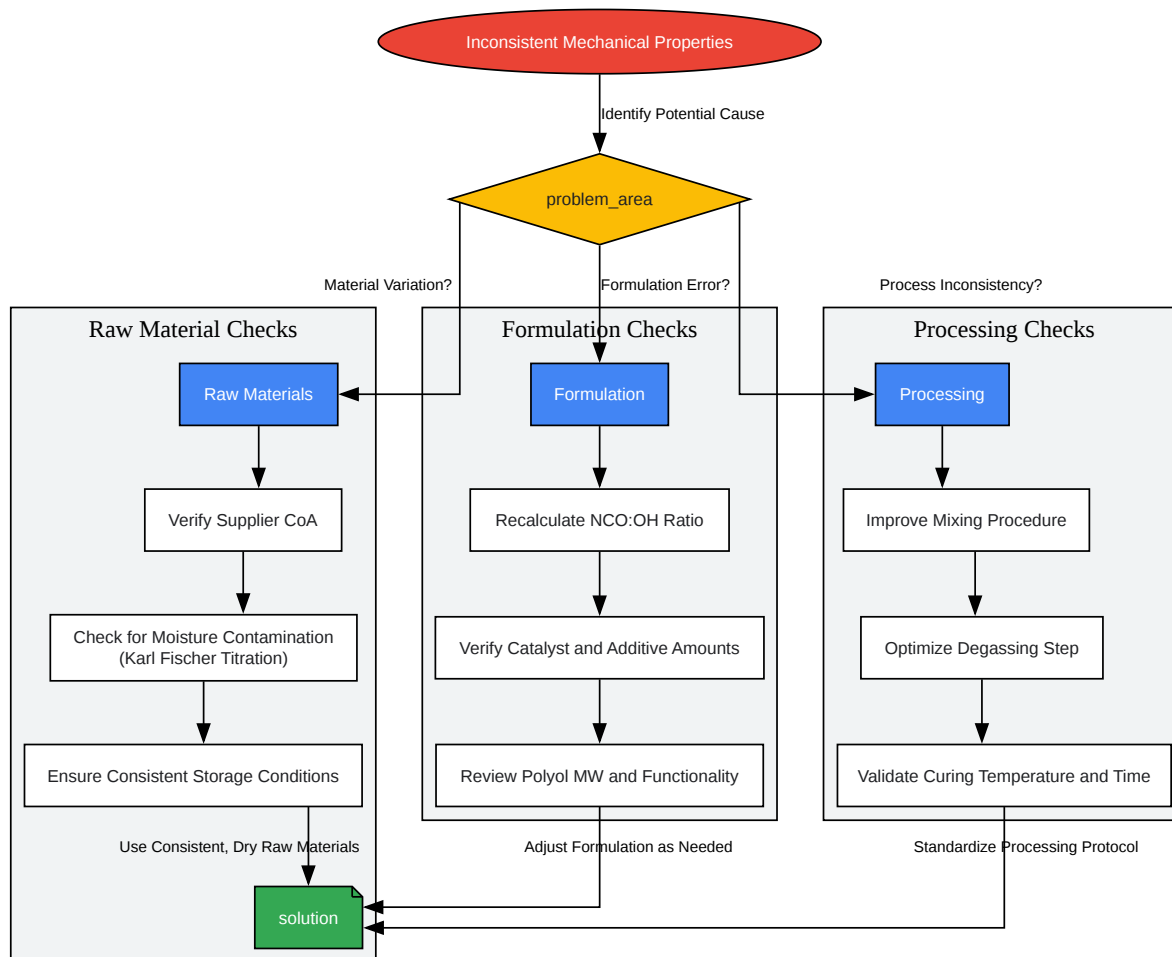 Inconsistent Mechanical Properties
Identify Potential Cause
problem_area
Material Variation?
Formulation Error?
Process Inconsistency?
Raw Material Checks
Formulation Checks
Processing Checks
Raw Materials
Formulation
Processing
Verify Supplier CoA
Recalculate NCO:OH Ratio
Improve Mixing Procedure
Check for Moisture Contamination
(Karl Fischer Titration)
Verify Catalyst and Additive Amounts
Optimize Degassing Step
Ensure Consistent Storage Conditions
Review Polyol MW and Functionality
Validate Curing Temperature and Time
Use Consistent, Dry Raw Materials
Adjust Formulation as Needed
Standardize Processing Protocol
solution